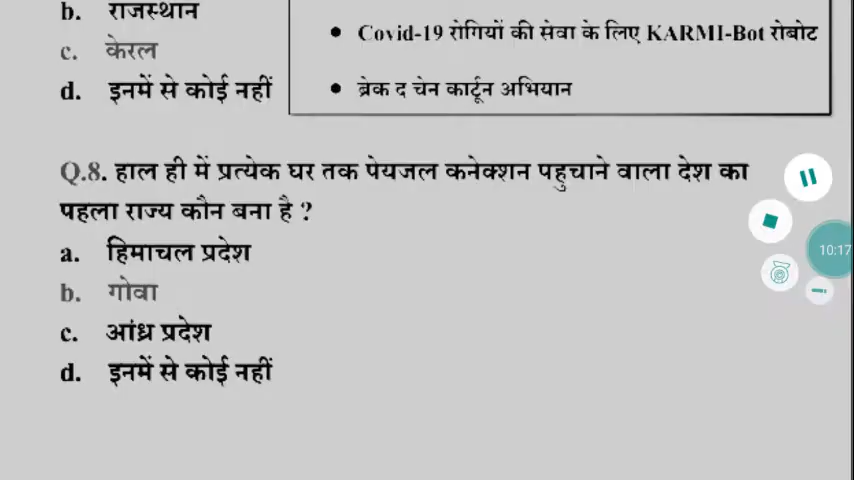 b. राजस्थान
c. केरल
d. इनमें से कोई नहीं
• Covid-19 रोगियों की सेवा के लिए KARMI-Bot रोबोट
• ब्रेक द चेन कार्टून अभियान
Q.8. हाल ही में प्रत्येक घर तक पेयजल कनेक्शन पहुचाने वाला देश का
पहला राज्य कौन बना है ?
a. हिमाचल प्रदेश
b. गोवा
c. आंध्र प्रदेश
d. इनमें से कोई नहीं
10:17